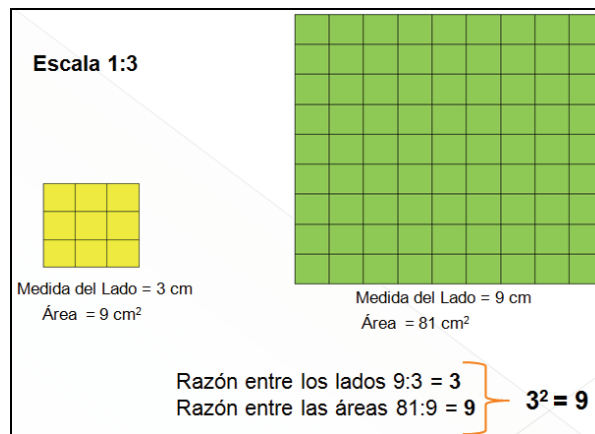 Escala 1:3
Medida del Lado = 3 cm
Área = 9 cm²
Medida del Lado = 9 cm
Área = 81 cm²
Razón entre los lados 9:3 = 3
Razón entre las áreas 81:9 = 9
3² = 9